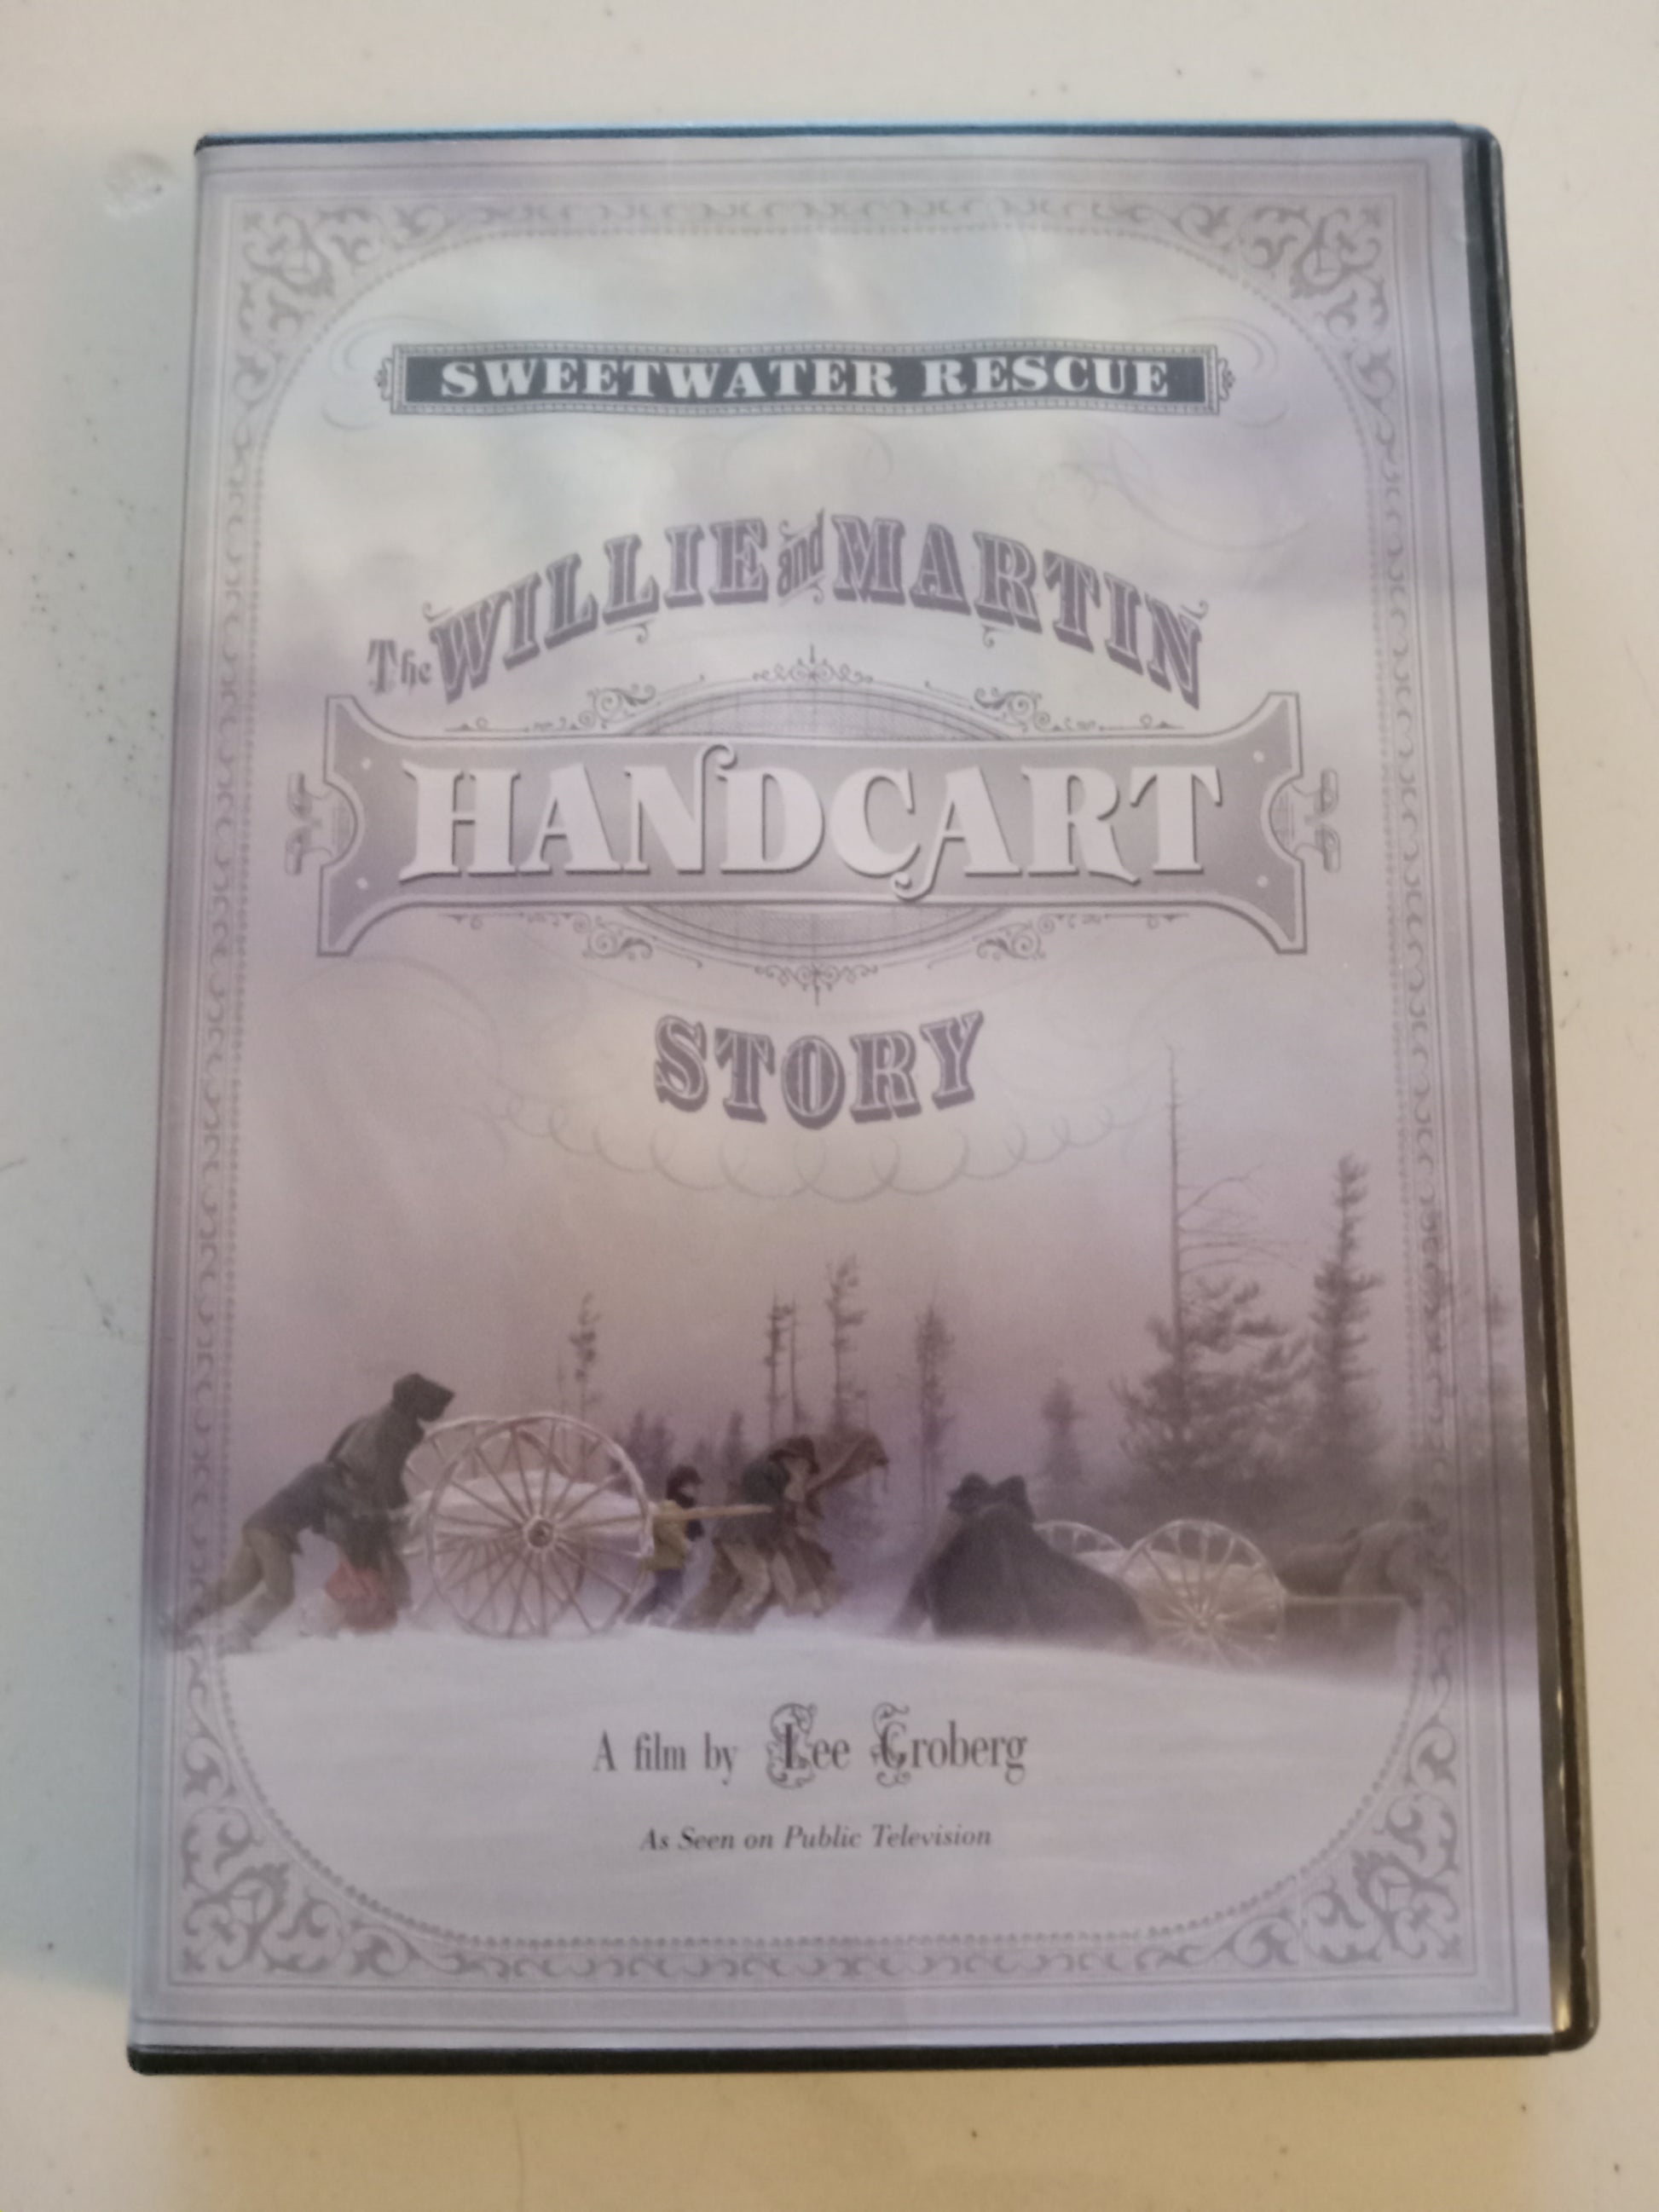 SWEETWATER RESCUE
The WILLIE and MARTIN
HANDCART
STORY
A film by Lee Groberg
As Seen on Public Television